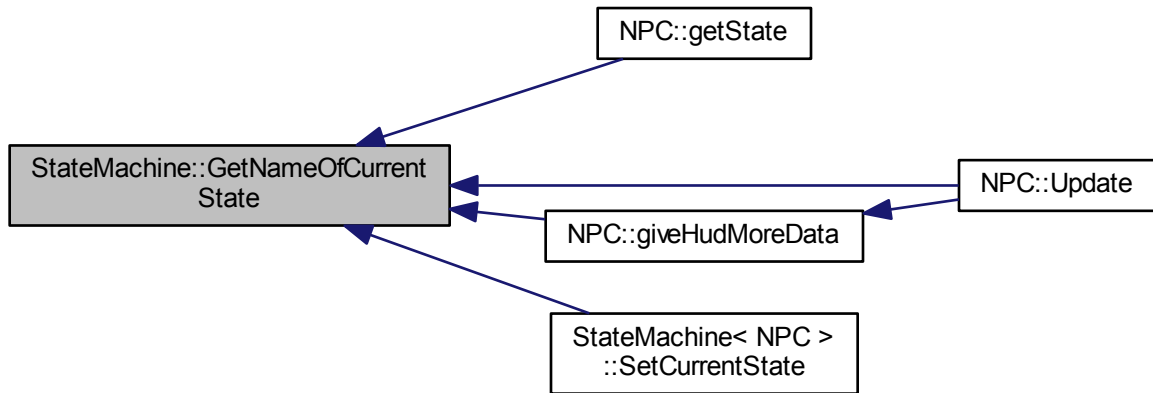 NPC::getState
StateMachine::GetNameOfCurrent
State
NPC::Update
NPC::giveHudMoreData
StateMachine< NPC >
::SetCurrentState